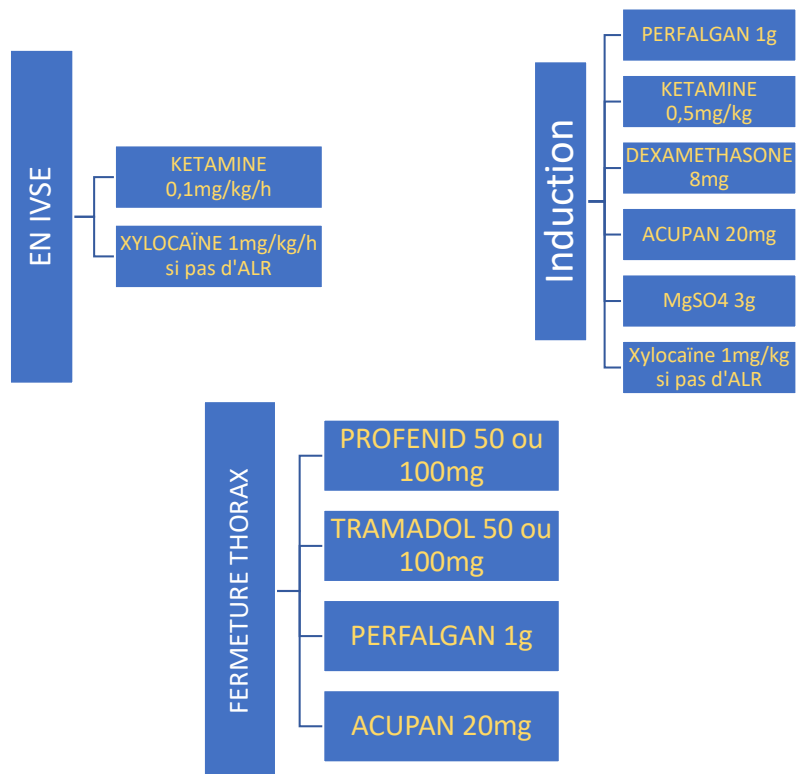 EN IVSE
KETAMINE
0,1mg/kg/h
XYLOCAÏNE 1mg/kg/h
si pas d'ALR
Induction
PERFALGAN 1g
KETAMINE
0,5mg/kg
DEXAMETHASONE
8mg
ACUPAN 20mg
MgSO4 3g
Xylocaïne 1mg/kg
si pas d'ALR
FERMETURE THORAX
PROFENID 50 ou
100mg
TRAMADOL 50 ou
100mg
PERFALGAN 1g
ACUPAN 20mg